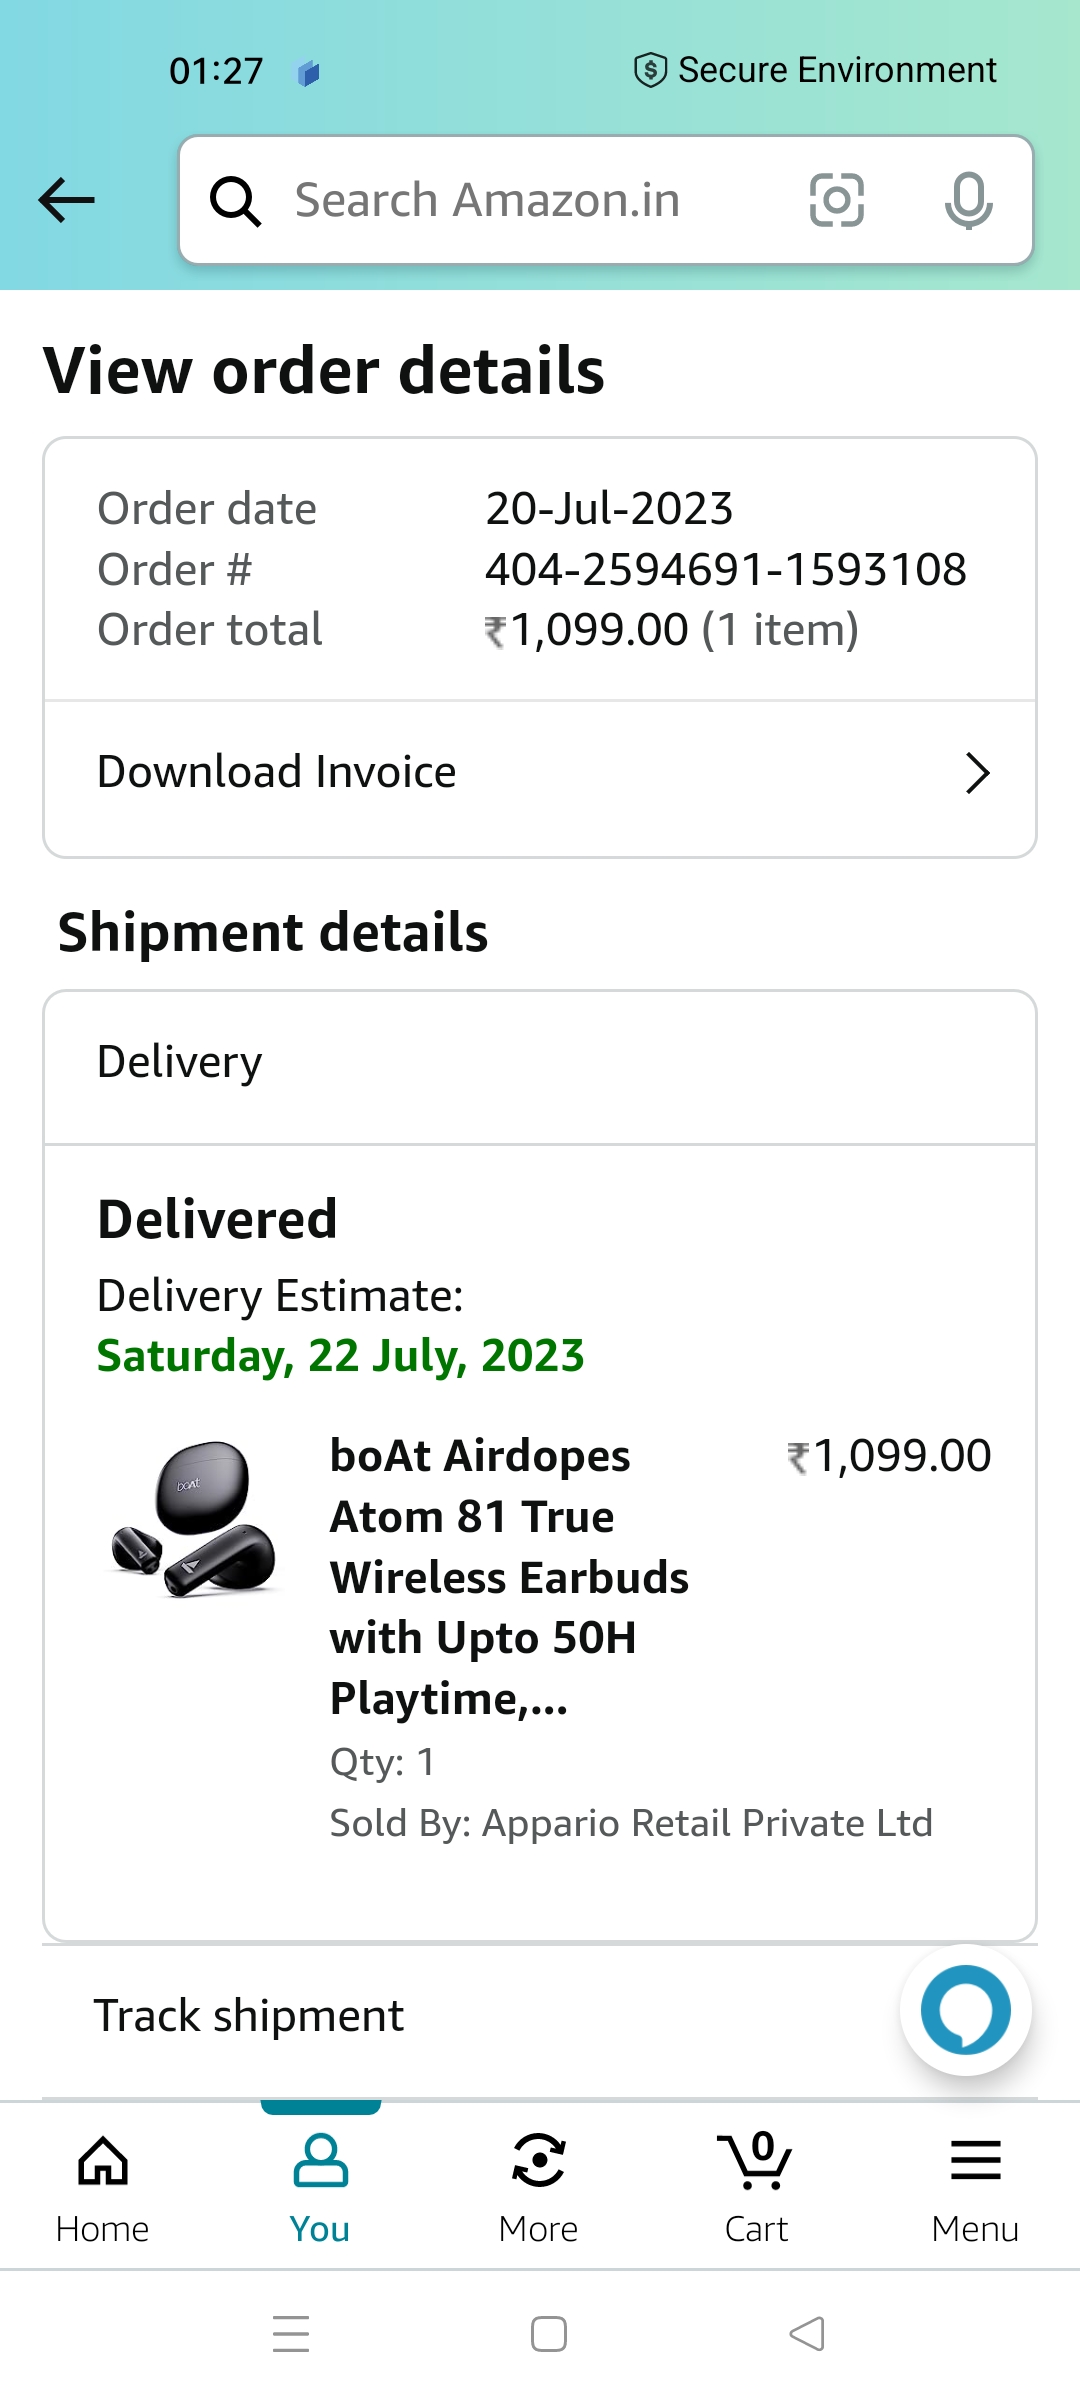 01:27 Secure Environment
Search Amazon.in
View order details
Order date 20-Jul-2023
Order # 404-2594691-1593108
Order total ₹1,099.00 (1 item)
Download Invoice
Shipment details
Delivery
Delivered
Delivery Estimate:
Saturday, 22 July, 2023
boAt
boAt Airdopes ₹1,099.00
Atom 81 True
Wireless Earbuds
with Upto 50H
Playtime,...
Qty: 1
Sold By: Appario Retail Private Ltd
Track shipment
0
Home You More Cart Menu